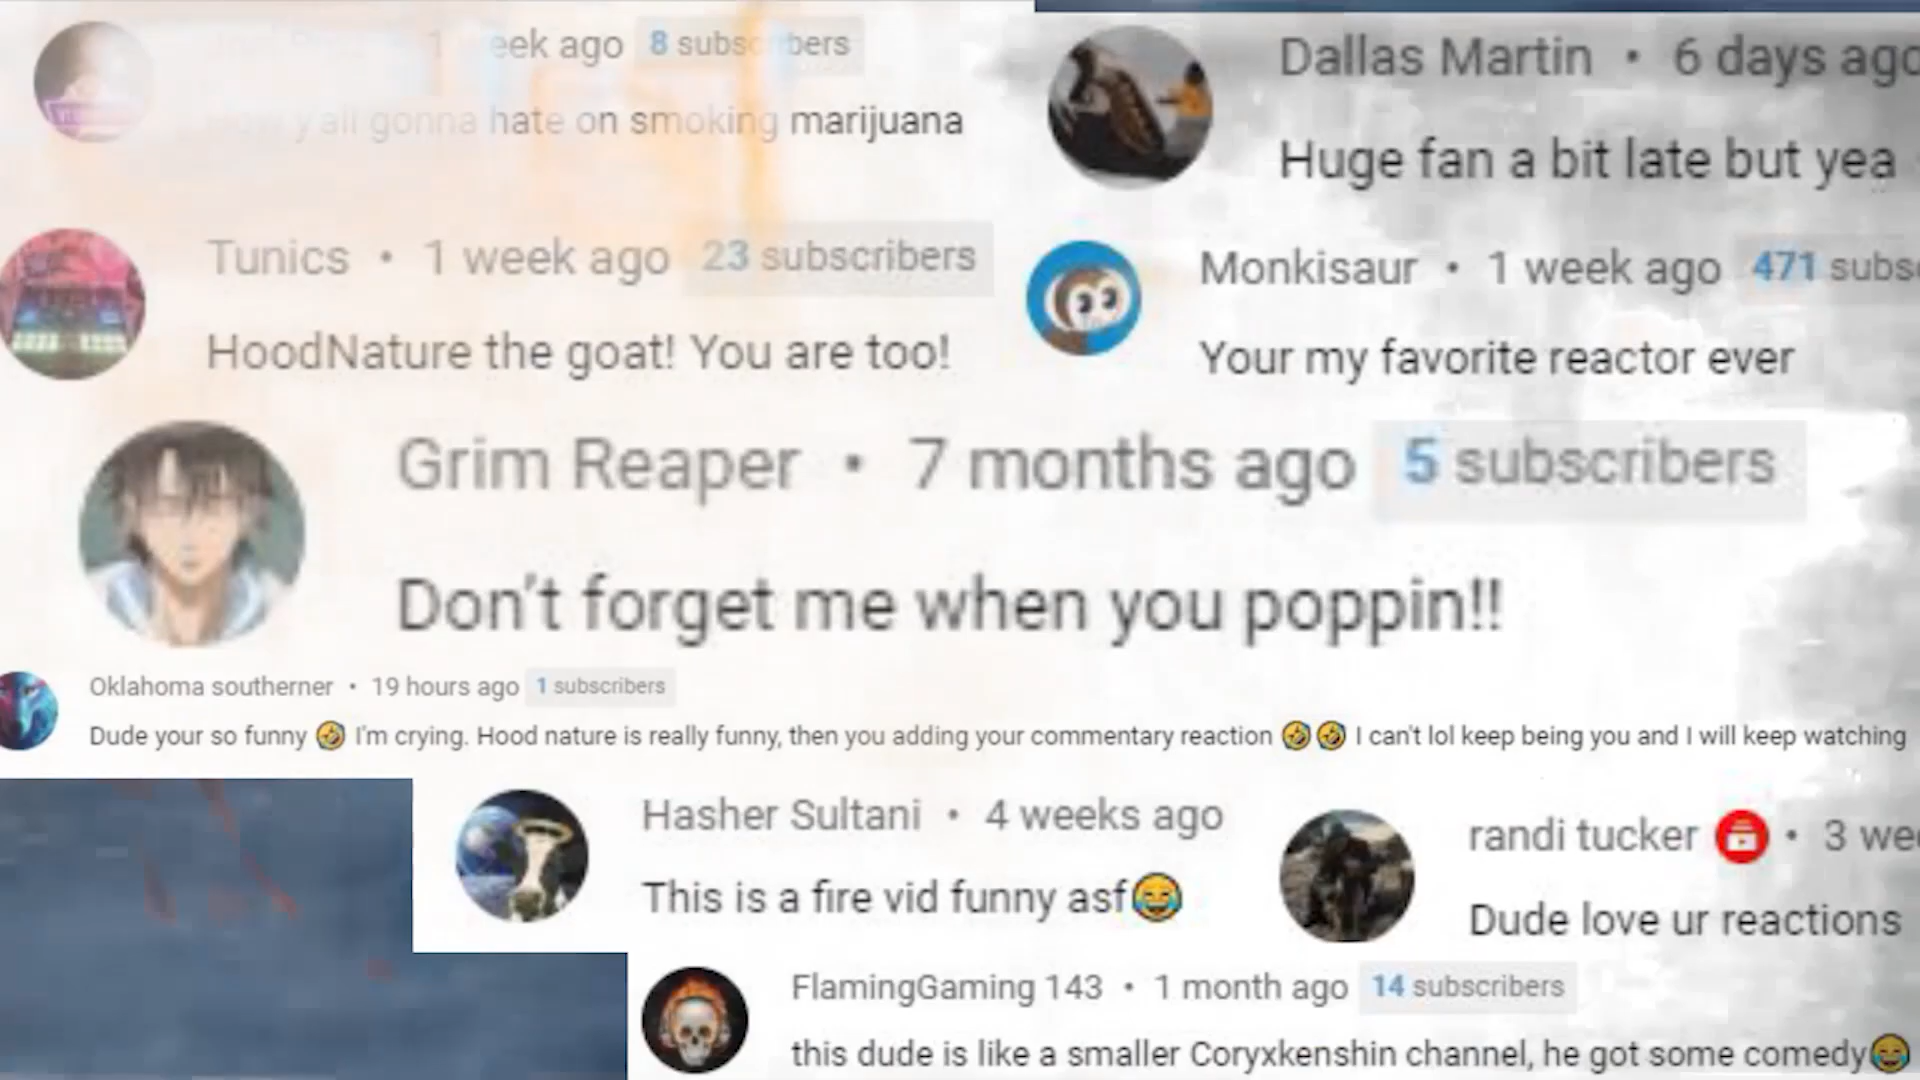 1 week ago 8 subscribers
y'all gonna hate on smoking marijuana
Dallas Martin • 6 days ago
Huge fan a bit late but yea
Tunics • 1 week ago 23 subscribers
HoodNature the goat! You are too!
Monkisaur • 1 week ago 471 subs
Your my favorite reactor ever
Grim Reaper • 7 months ago 5 subscribers
Don't forget me when you poppin!!
Oklahoma southerner • 19 hours ago 1 subscribers
Dude your so funny 🤣 I'm crying. Hood nature is really funny, then you adding your commentary reaction 🤣🤣 I can't lol keep being you and I will keep watching
Hasher Sultani • 4 weeks ago
This is a fire vid funny asf😂
randi tucker • 3 wee
Dude love ur reactions
FlamingGaming 143 • 1 month ago 14 subscribers
this dude is like a smaller Coryxkenshin channel, he got some comedy😂